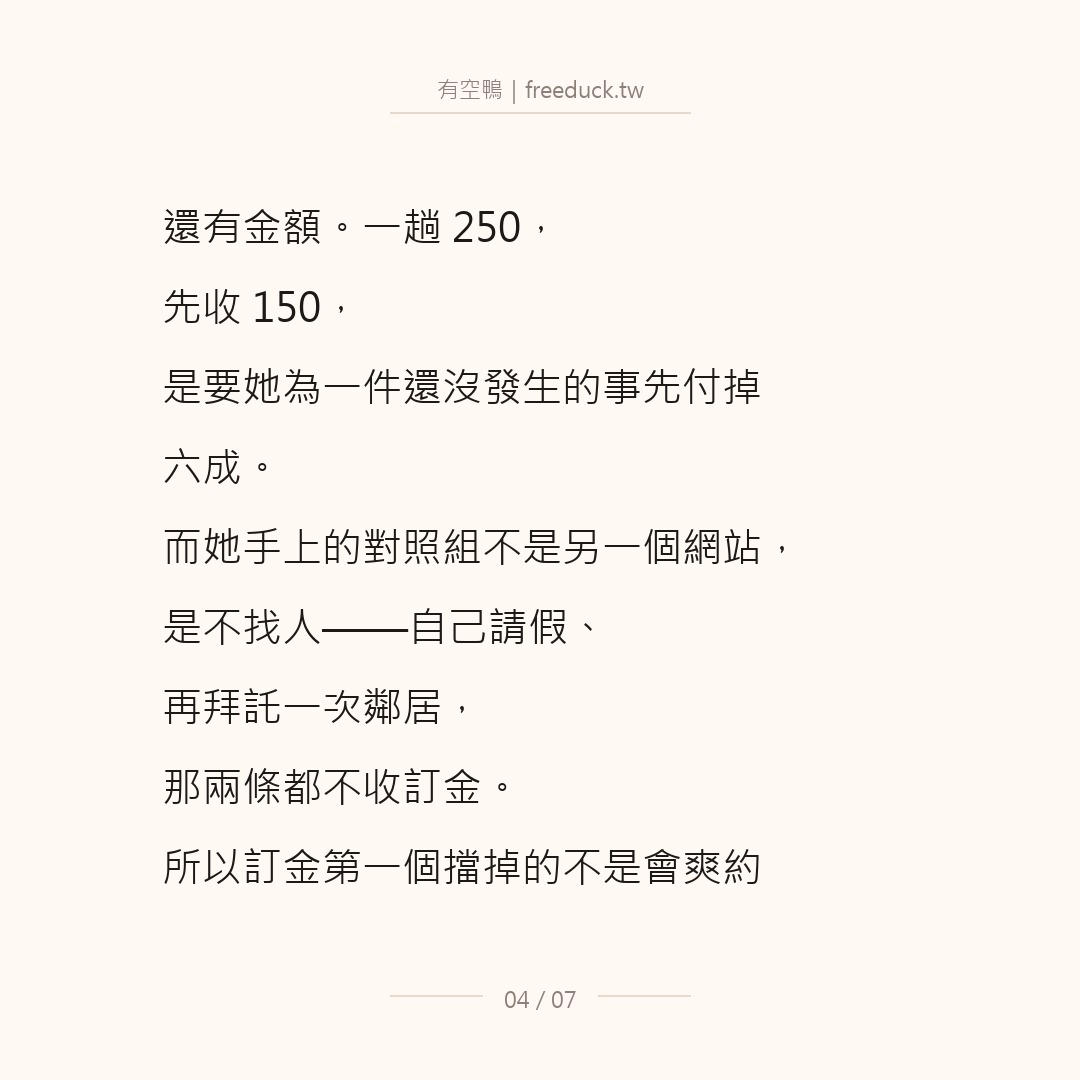 有空鴨 | freeduck.tw
還有金額。一趟 250，
先收 150，
是要她為一件還沒發生的事先付掉
六成。
而她手上的對照組不是另一個網站，
是不找人——自己請假、
再拜託一次鄰居，
那兩條都不收訂金。
所以訂金第一個擋掉的不是會爽約
04 / 07